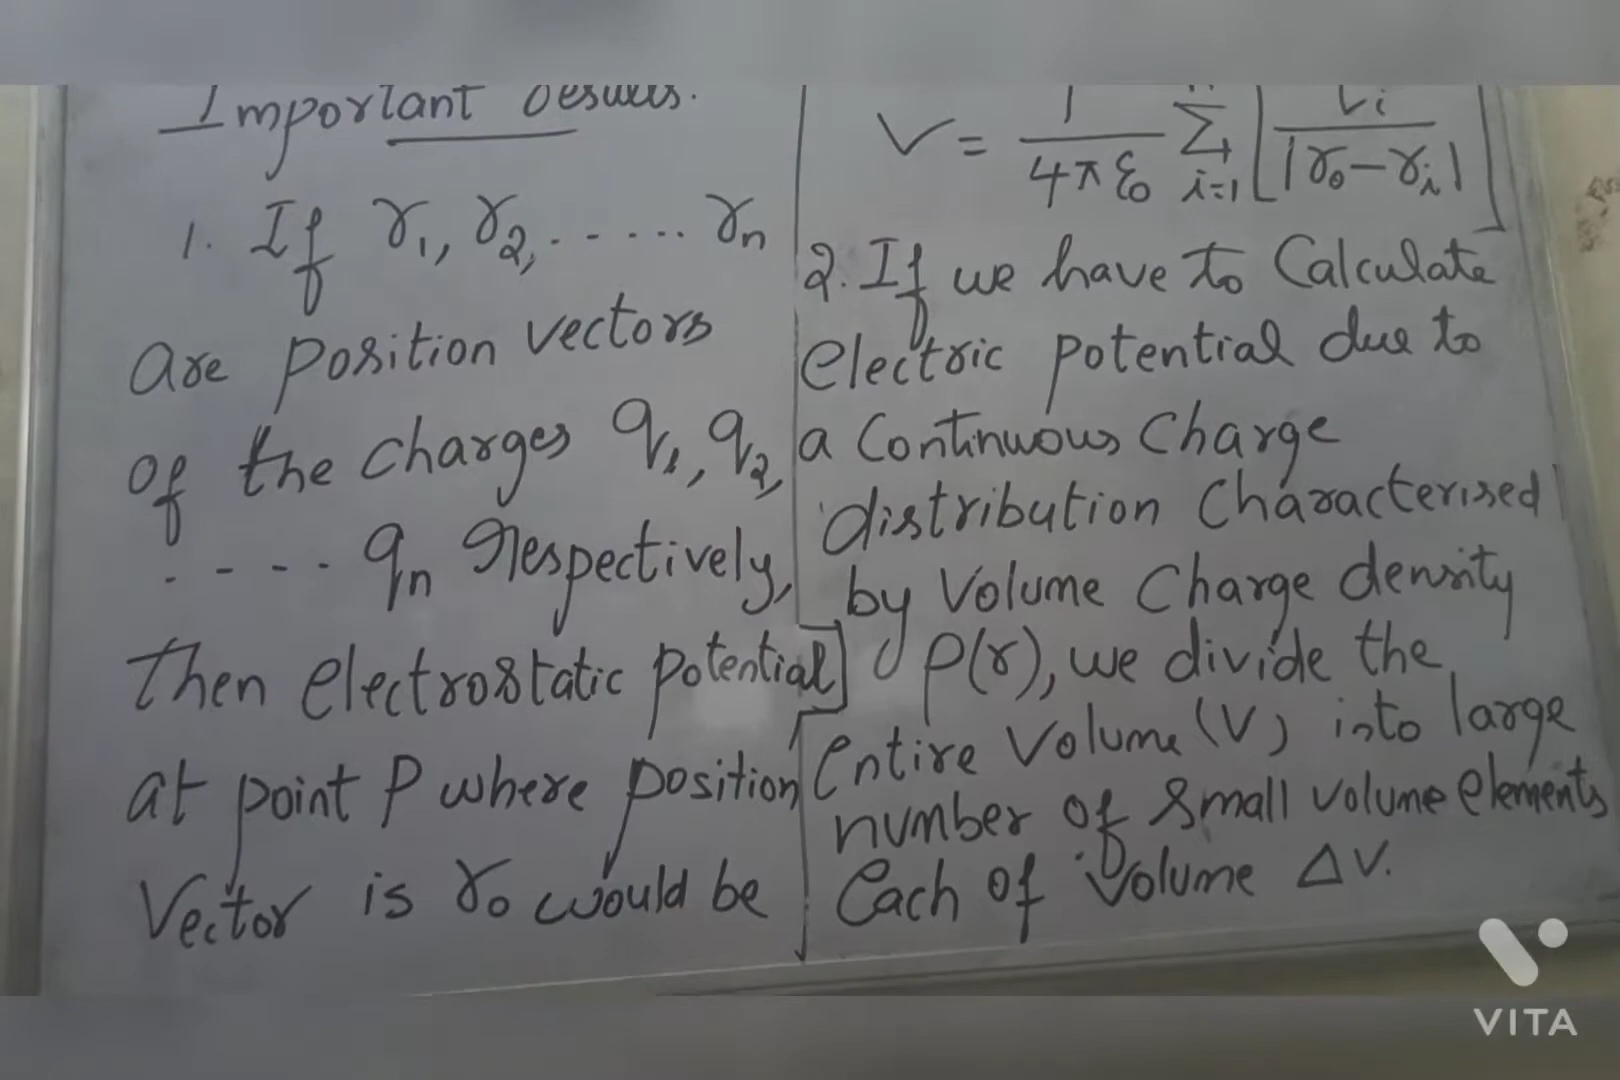 Important
1. If r₁, r₂, ..... rₙ
are position vectors
of the charges q₁, q₂,
..... qₙ respectively,
then electrostatic potential
at point P where position
vector is r₀ would be
V = 1/4πε₀ Σ i=1 [ /|r₀-rᵢ|]
2. If we have to Calculate
electric potential due to
a Continuous Charge
distribution Characterised
by Volume Charge density
ρ(r), we divide the
entire Volume (V) into large
number of small volume elements
each of Volume ΔV.
VITA